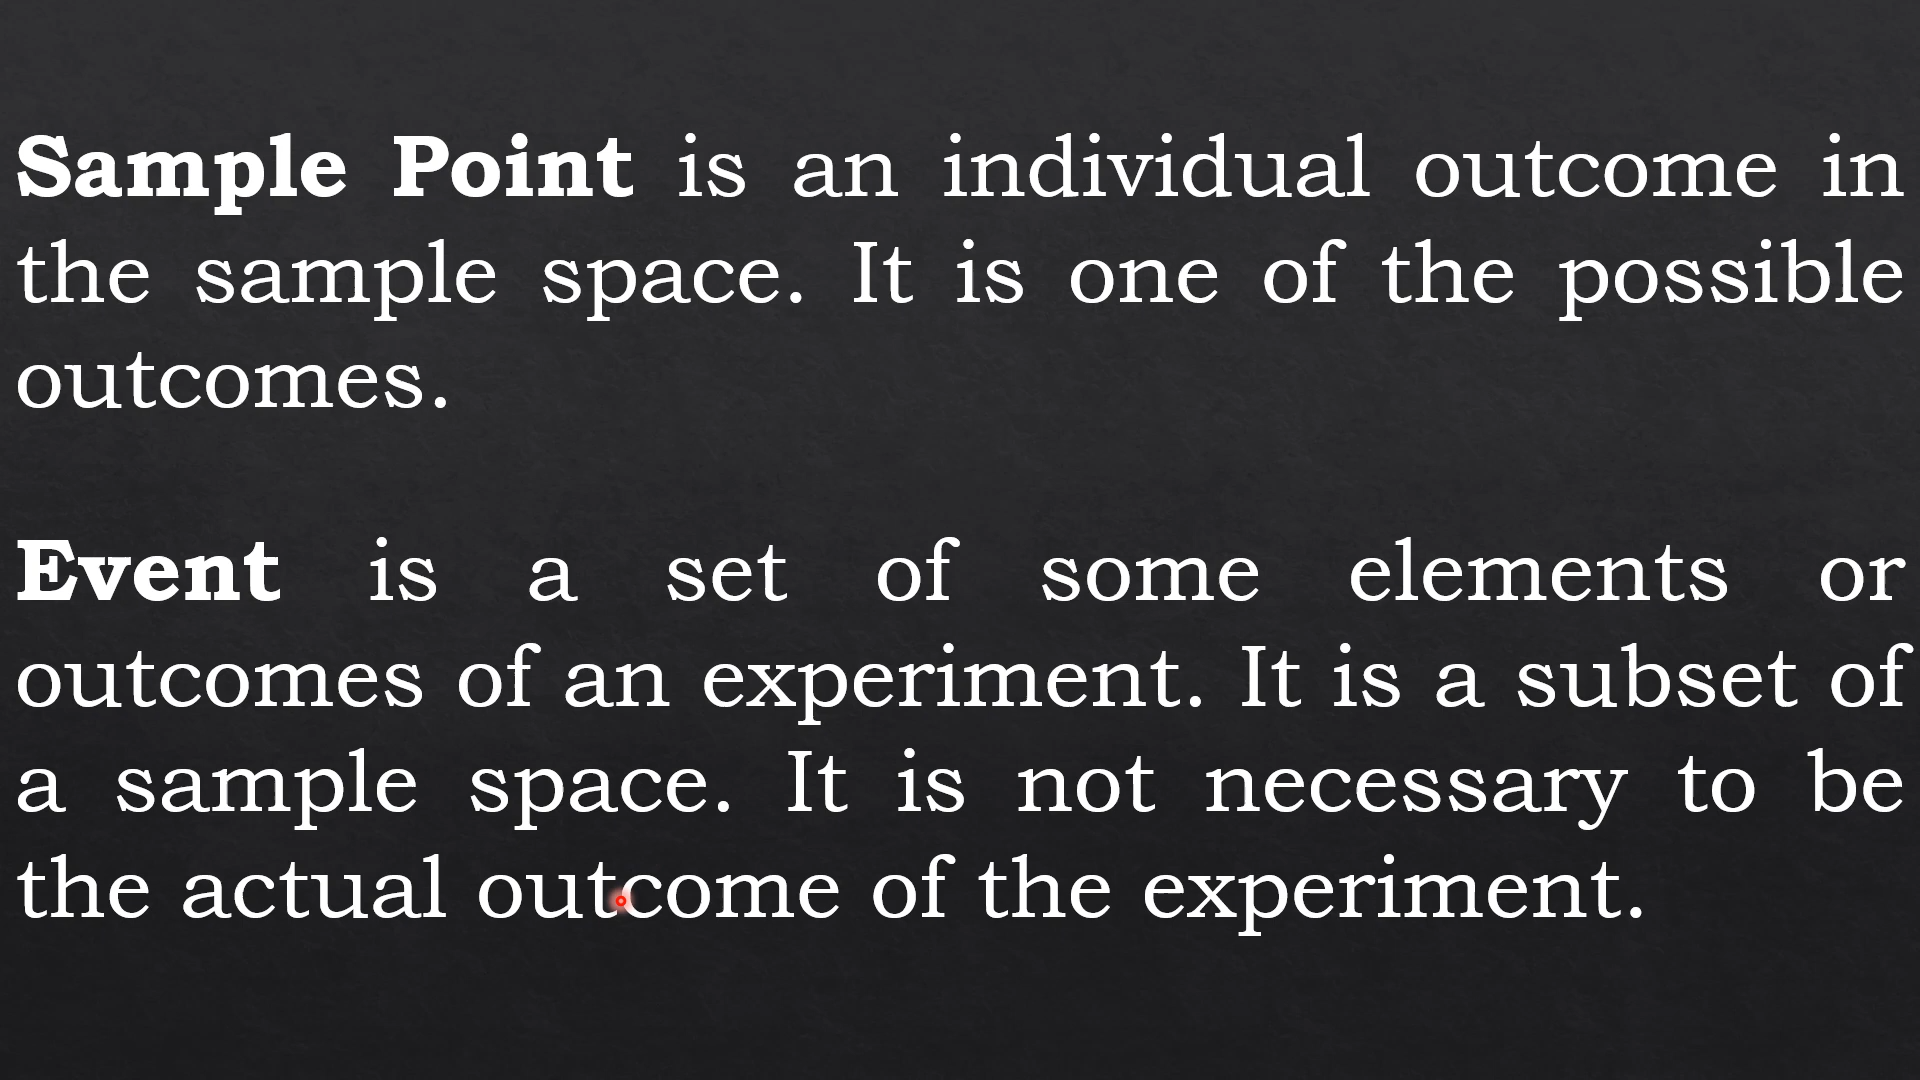 Sample Point is an individual outcome in
the sample space. It is one of the possible
outcomes.
Event is a set of some elements or
outcomes of an experiment. It is a subset of
a sample space. It is not necessary to be
the actual outcome of the experiment.